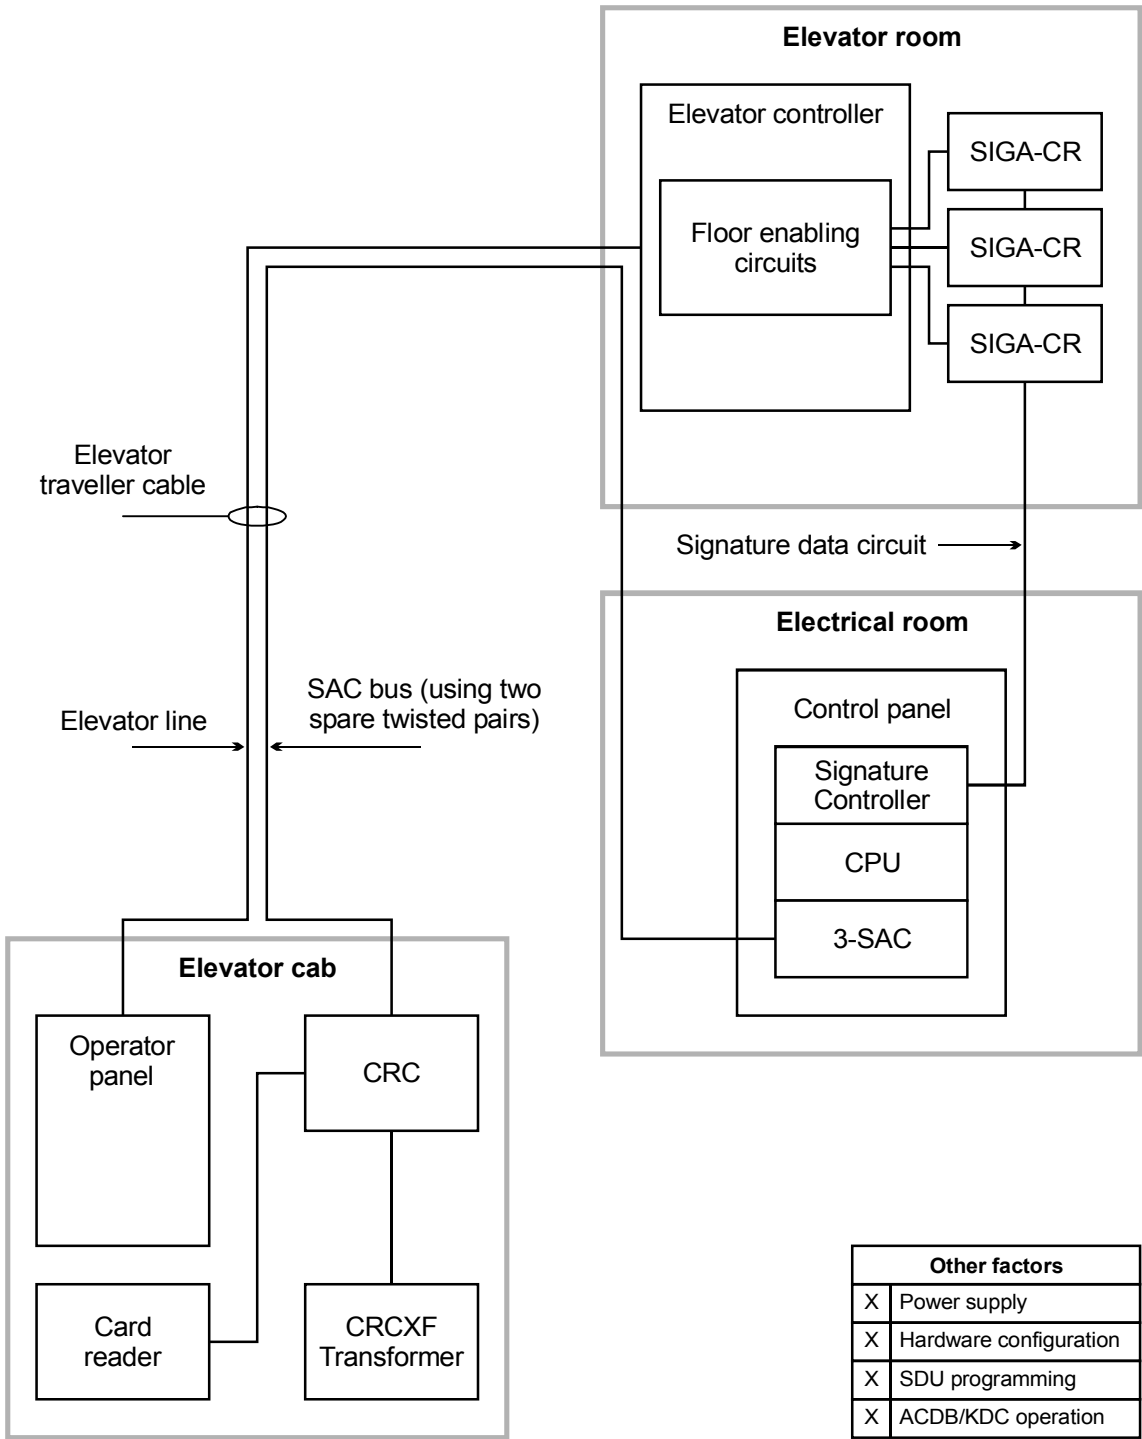 Elevator room
Elevator controller
SIGA-CR
Floor enabling
circuits
SIGA-CR
SIGA-CR
Elevator
traveller cable
Signature data circuit
Electrical room
Control panel
Signature
Controller
CPU
3-SAC
Elevator line
SAC bus (using two
spare twisted pairs)
Elevator cab
Operator
panel
CRC
Card
reader
CRCXF
Transformer
Other factors
X Power supply
X Hardware configuration
X SDU programming
X ACDB/KDC operation